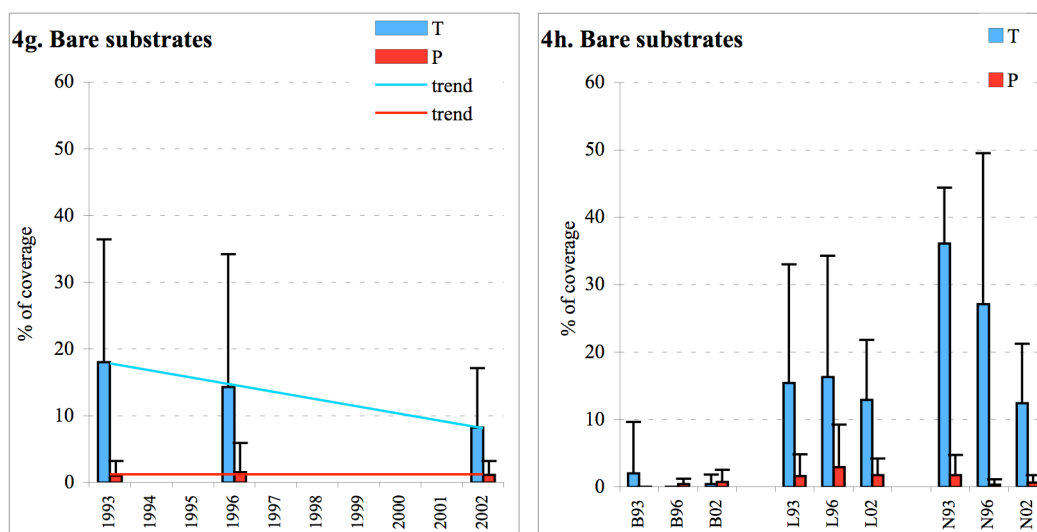 4g. Bare substrates
T
P
trend
trend
% of coverage
60
50
40
30
20
10
0
1993
1994
1995
1996
1997
1998
1999
2000
2001
2002
4h. Bare substrates
T
P
% of coverage
60
50
40
30
20
10
0
B93
B96
B02
L93
L96
L02
N93
N96
N02